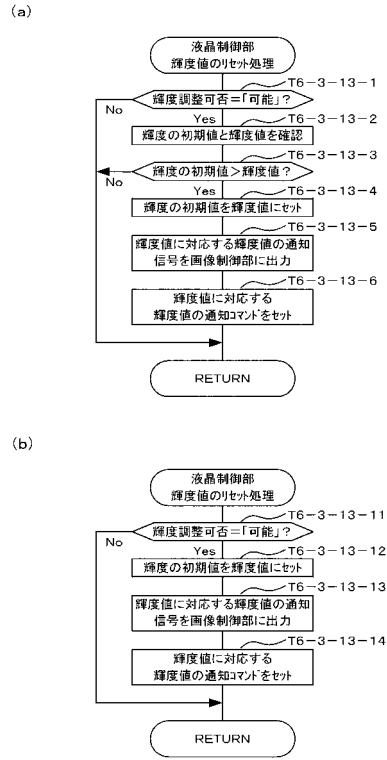 (a)
液晶制御部
輝度値のリセット処理
T6-3-13-1
輝度調整可否=「可能」?
No
Yes
T6-3-13-2
輝度の初期値と輝度値を確認
T6-3-13-3
輝度の初期値>輝度値?
No
Yes
T6-3-13-4
輝度の初期値を輝度値にセット
T6-3-13-5
輝度値に対応する輝度値の通知
信号を画像制御部に出力
T6-3-13-6
輝度値に対応する
輝度値の通知コマンドをセット
RETURN
(b)
液晶制御部
輝度値のリセット処理
T6-3-13-11
輝度調整可否=「可能」?
No
Yes
T6-3-13-12
輝度の初期値を輝度値にセット
T6-3-13-13
輝度値に対応する輝度値の通知
信号を画像制御部に出力
T6-3-13-14
輝度値に対応する
輝度値の通知コマンドをセット
RETURN